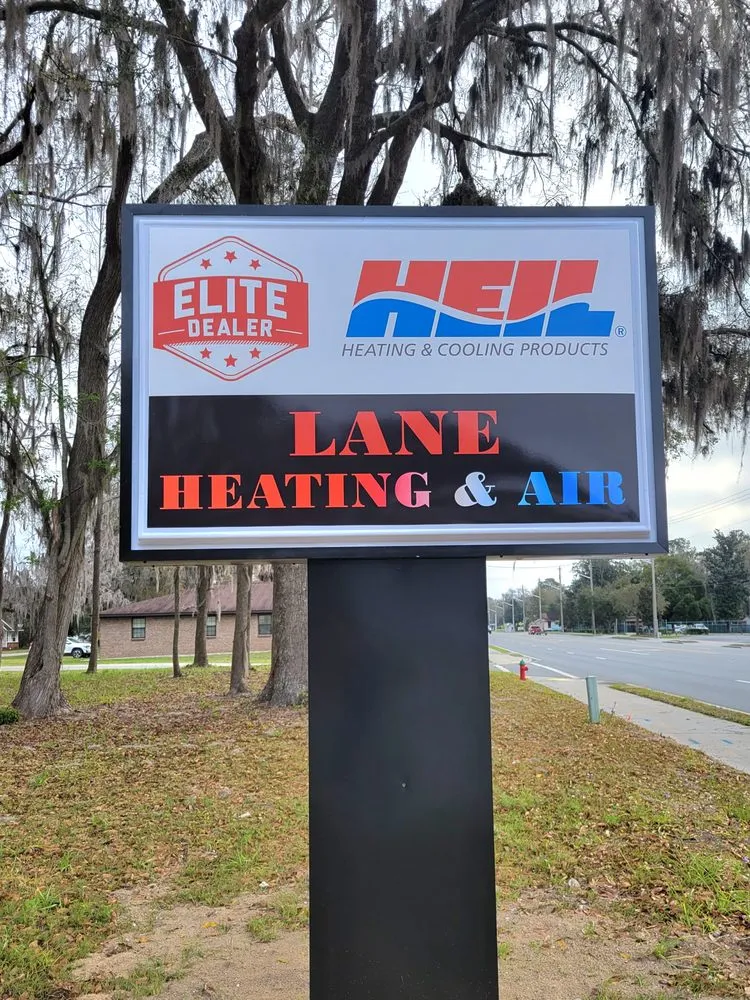 ELITE
DEALER
HEIL®
HEATING & COOLING PRODUCTS
LANE
HEATING & AIR